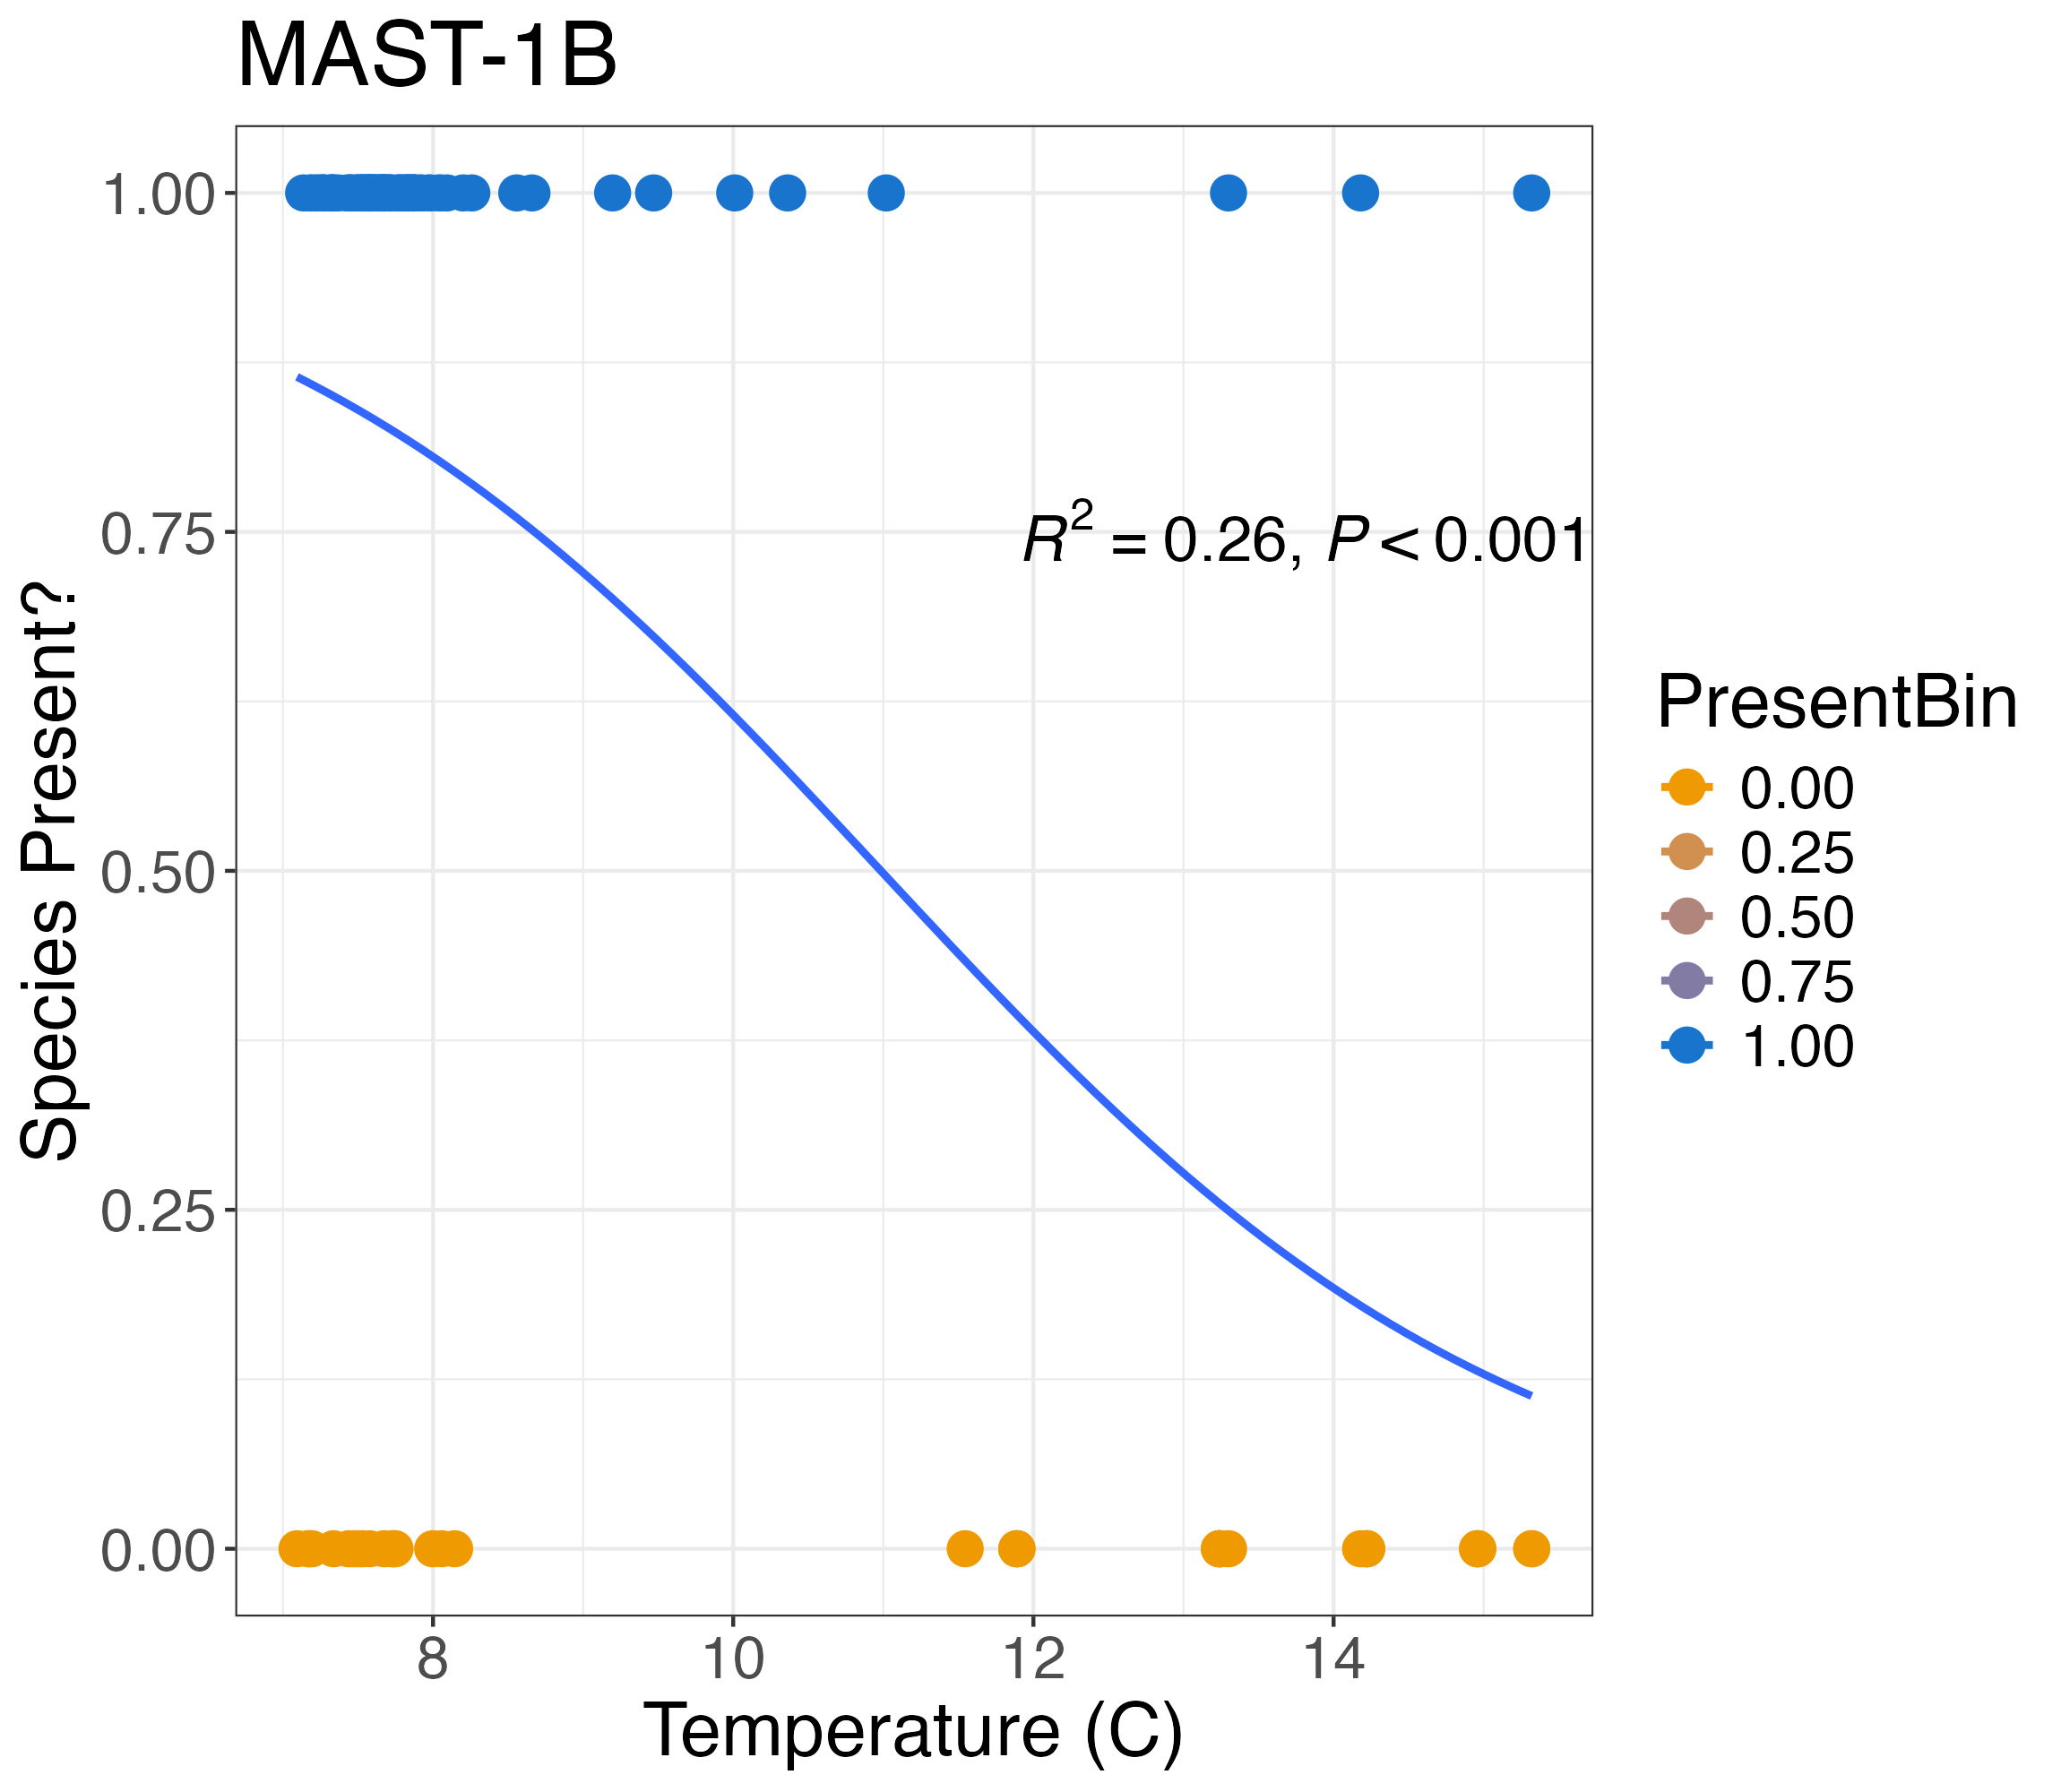 MAST-1B
1.00
0.75
0.50
0.25
0.00
Species Present?
R² = 0.26, P < 0.001
8 10 12 14
Temperature (C)
PresentBin
0.00
0.25
0.50
0.75
1.00